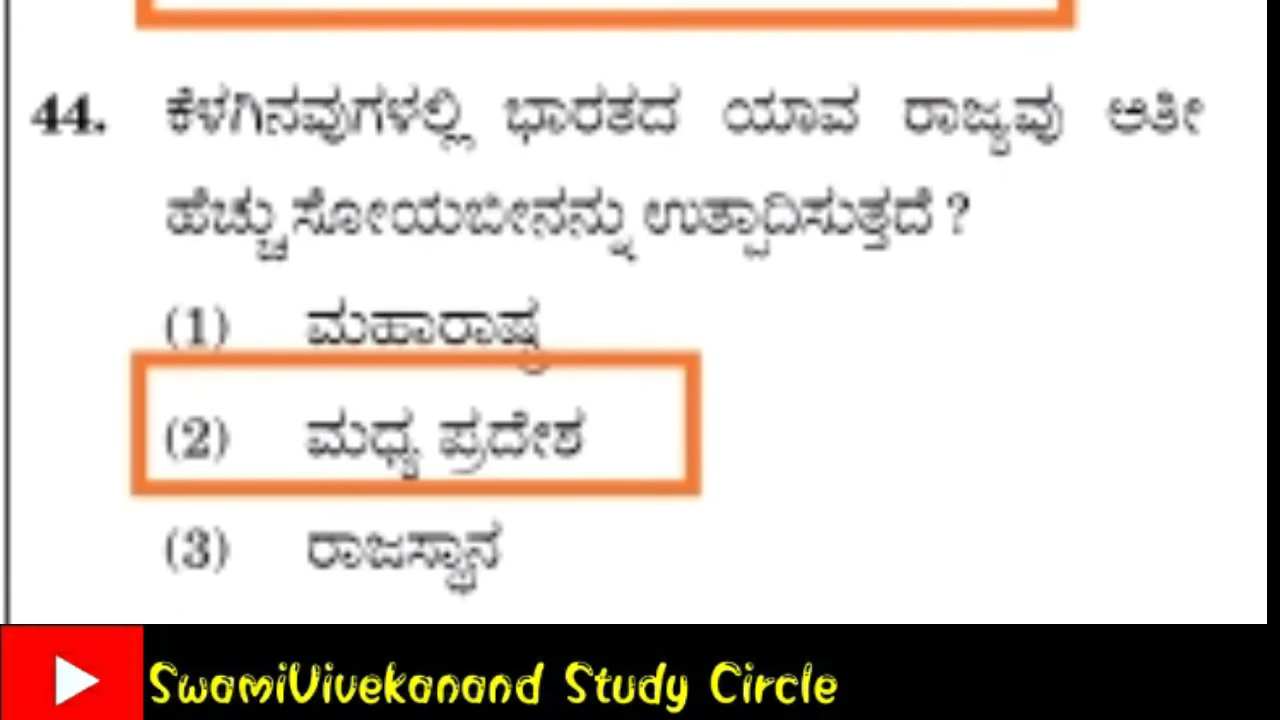 44. ಕೆಳಗಿನವುಗಳಲ್ಲಿ ಭಾರತದ ಯಾವ ರಾಜ್ಯವು ಅತೀ
ಹೆಚ್ಚು ಸೋಯಬೀನನ್ನು ಉತ್ಪಾದಿಸುತ್ತದೆ ?
(1) ಮಹಾರಾಷ್ಟ್ರ
(2) ಮಧ್ಯ ಪ್ರದೇಶ
(3) ರಾಜಸ್ಥಾನ
SwamiVivekanand Study Circle